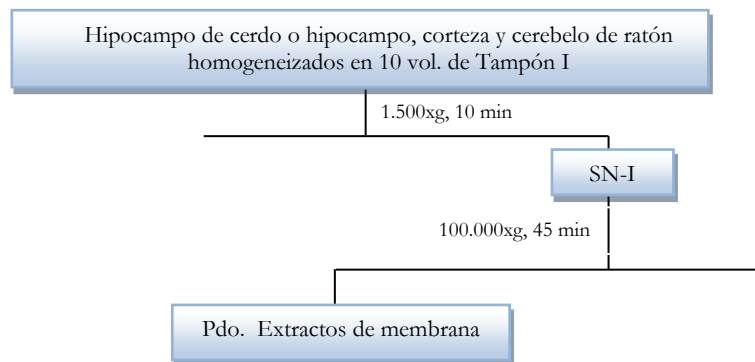 Hipocampo de cerdo o hipocampo, corteza y cerebelo de ratón
homogeneizados en 10 vol. de Tampón I
1.500xg, 10 min
SN-I
100.000xg, 45 min
Pdo. Extractos de membrana